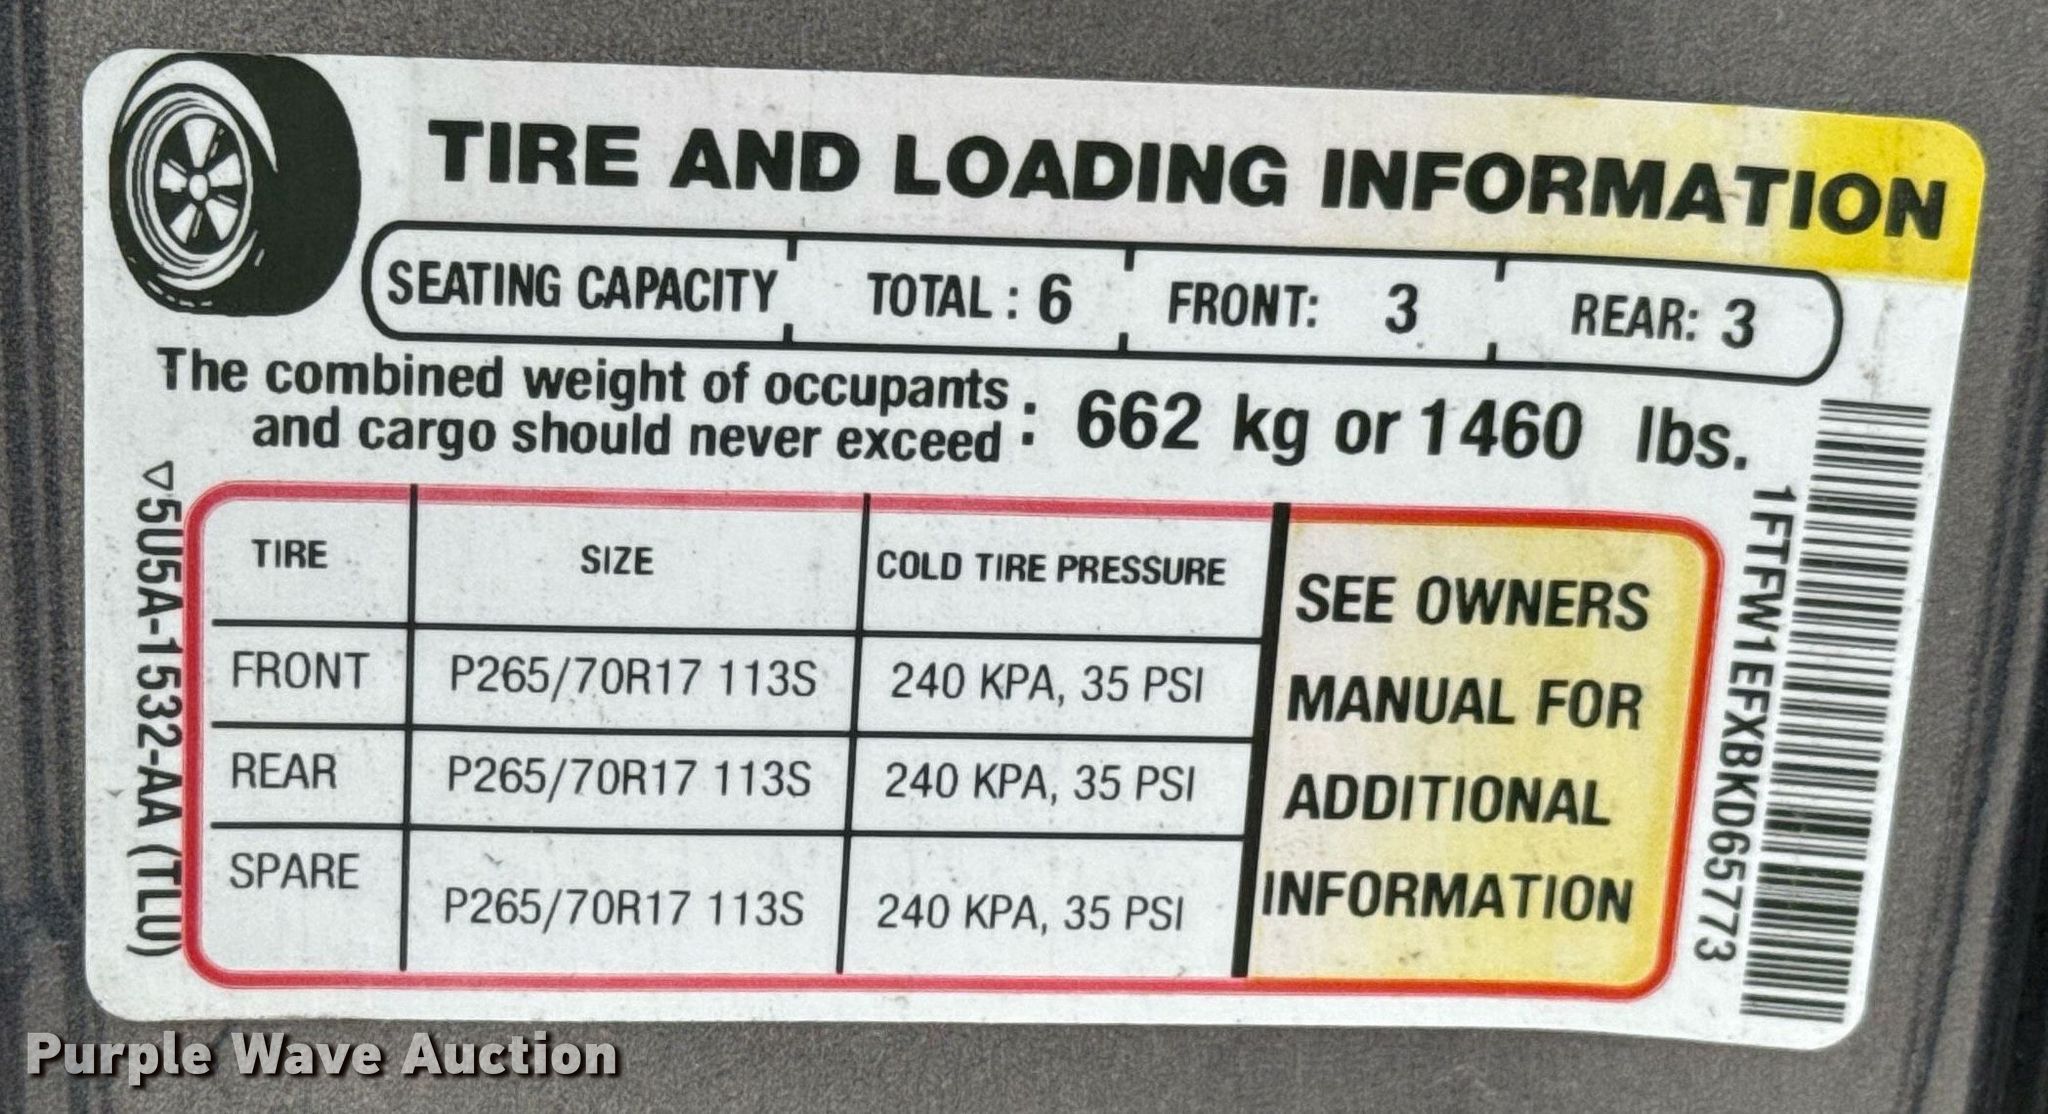 TIRE AND LOADING INFORMATION
SEATING CAPACITY TOTAL : 6 FRONT: 3 REAR: 3
The combined weight of occupants
and cargo should never exceed : 662 kg or 1460 lbs.
TIRE SIZE COLD TIRE PRESSURE
FRONT P265/70R17 113S 240 KPA, 35 PSI
REAR P265/70R17 113S 240 KPA, 35 PSI
SPARE P265/70R17 113S 240 KPA, 35 PSI
SEE OWNERS
MANUAL FOR
ADDITIONAL
INFORMATION
5U5A-1532-AA (TLU)
1FTFW1EFXBKD65773
Purple Wave Auction